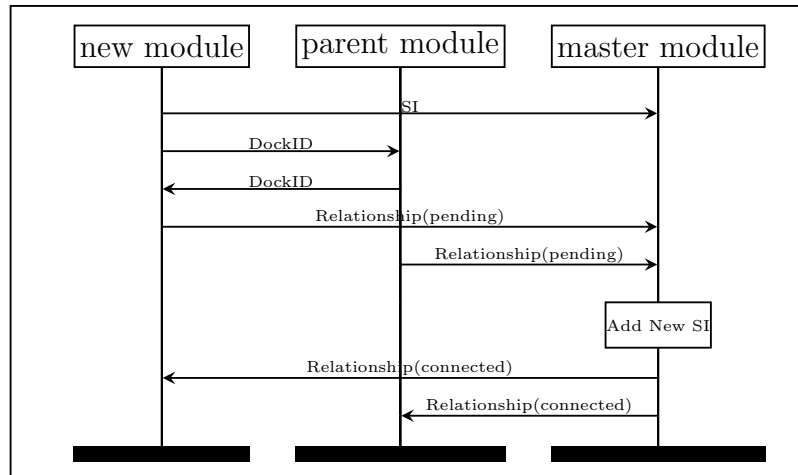 new module
parent module
master module
SI
DockID
DockID
Relationship(pending)
Relationship(pending)
Add New SI
Relationship(connected)
Relationship(connected)